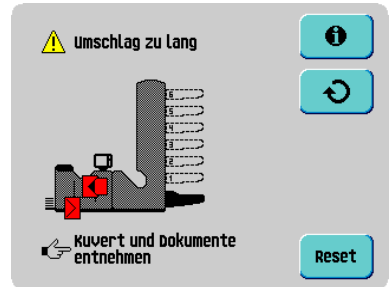 Umschlag zu lang
6
5
4
3
2
1
Kuvert und Dokumente
entnehmen
Reset